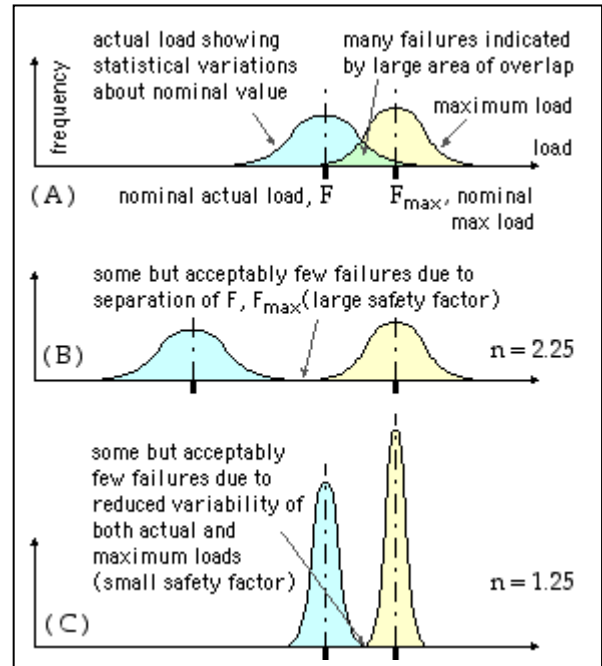 actual load showing
statistical variations
about nominal value
many failures indicated
by large area of overlap
maximum load
frequency
load
(A)
nominal actual load, F
Fmax, nominal
max load
some but acceptably few failures due to
separation of F, Fmax (large safety factor)
(B)
n = 2.25
some but acceptably
few failures due to
reduced variability of
both actual and
maximum loads
(small safety factor)
n = 1.25
(C)